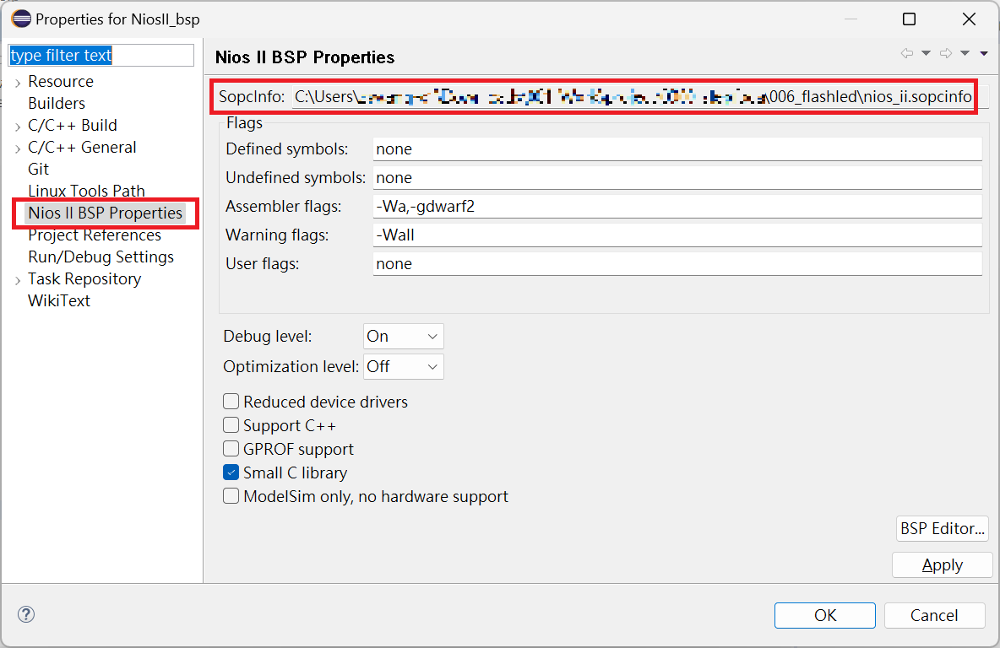 Properties for NiosII_bsp
type filter text
Resource
Builders
C/C++ Build
C/C++ General
Git
Linux Tools Path
Nios II BSP Properties
Project References
Run/Debug Settings
Task Repository
WikiText
Nios II BSP Properties
SopcInfo: C:\Users\ \006_flashled\nios_ii.sopcinfo
Flags
Defined symbols: none
Undefined symbols: none
Assembler flags: -Wa,-gdwarf2
Warning flags: -Wall
User flags: none
Debug level: On
Optimization level: Off
Reduced device drivers
Support C++
GPROF support
Small C library
ModelSim only, no hardware support
BSP Editor...
Apply
OK Cancel